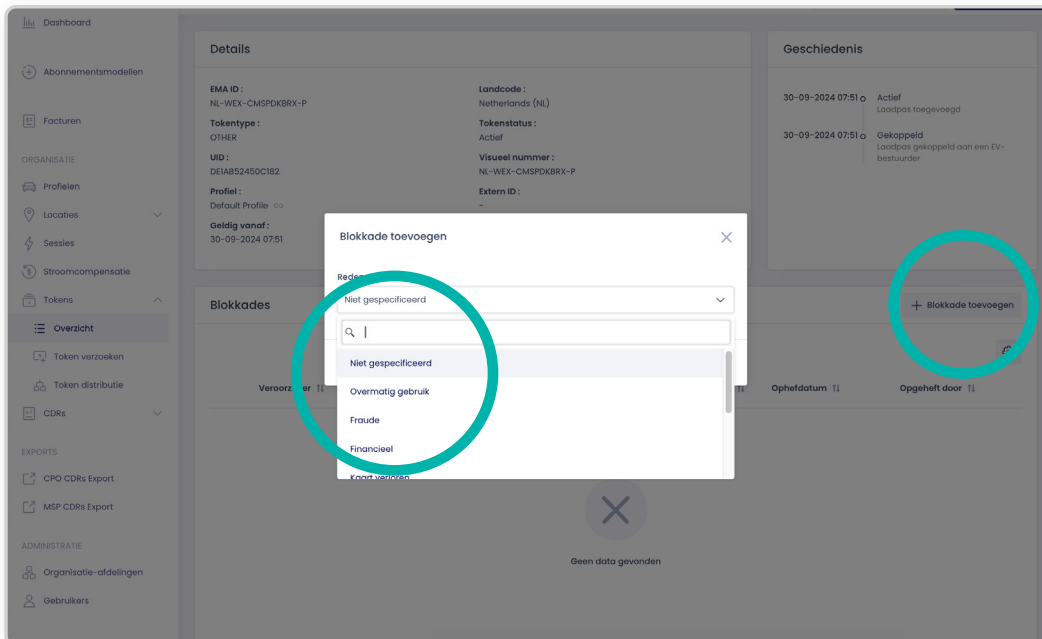 Dashboard
Abonnementsmodellen
Facturen
ORGANISATIE
Profielen
Locaties
Sessies
Stroomcompensatie
Tokens
Overzicht
Token verzoeken
Token distributie
CDRs
EXPORTS
CPO CDRs Export
MSP CDRs Export
ADMINISTRATIE
Organisatie-afdelingen
Gebruikers
Details
EMA ID :
NL-WEX-CMSPDKBRX-P
Landcode :
Netherlands (NL)
Tokentype :
OTHER
Tokenstatus :
Actief
UID :
DE1AB52450C182
Visueel nummer :
NL-WEX-CMSPDKBRX-P
Profiel :
Default Profile
Extern ID :
-
Geldig vanaf :
30-09-2024 07:51
Geschiedenis
30-09-2024 07:51 Actief
Laadpas toegevoegd
30-09-2024 07:51 Gekoppeld
Laadpas gekoppeld aan een EV-
bestuurder
Blokkade toevoegen
Niet gespecificeerd
Niet gespecificeerd
Overmatig gebruik
Fraude
Financieel
Kaart verloren
Blokkades
+ Blokkade toevoegen
Ophefdatum
Opgeheft door
Geen data gevonden